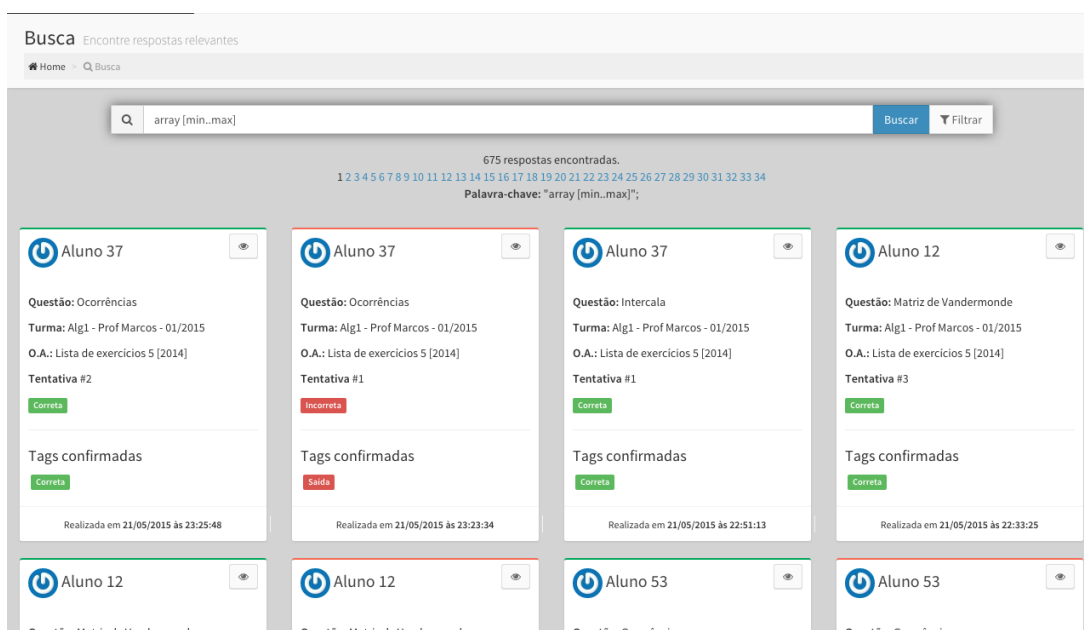 Busca Encontre respostas relevantes
Home > Busca
array [min..max]
Buscar
Filtrar
675 respostas encontradas.
1 2 3 4 5 6 7 8 9 10 11 12 13 14 15 16 17 18 19 20 21 22 23 24 25 26 27 28 29 30 31 32 33 34
Palavra-chave: "array [min..max]";
Aluno 37
Questão: Ocorrências
Turma: Alg1 - Prof Marcos - 01/2015
O.A.: Lista de exercícios 5 [2014]
Tentativa #2
Correta
Tags confirmadas
Correta
Realizada em 21/05/2015 às 23:25:48
Aluno 37
Questão: Ocorrências
Turma: Alg1 - Prof Marcos - 01/2015
O.A.: Lista de exercícios 5 [2014]
Tentativa #1
Incorreta
Tags confirmadas
Saída
Realizada em 21/05/2015 às 23:23:34
Aluno 37
Questão: Intercala
Turma: Alg1 - Prof Marcos - 01/2015
O.A.: Lista de exercícios 5 [2014]
Tentativa #1
Correta
Tags confirmadas
Correta
Realizada em 21/05/2015 às 22:51:13
Aluno 12
Questão: Matriz de Vandermonde
Turma: Alg1 - Prof Marcos - 01/2015
O.A.: Lista de exercícios 5 [2014]
Tentativa #3
Correta
Tags confirmadas
Correta
Realizada em 21/05/2015 às 22:33:25
Aluno 12
Aluno 12
Aluno 53
Aluno 53